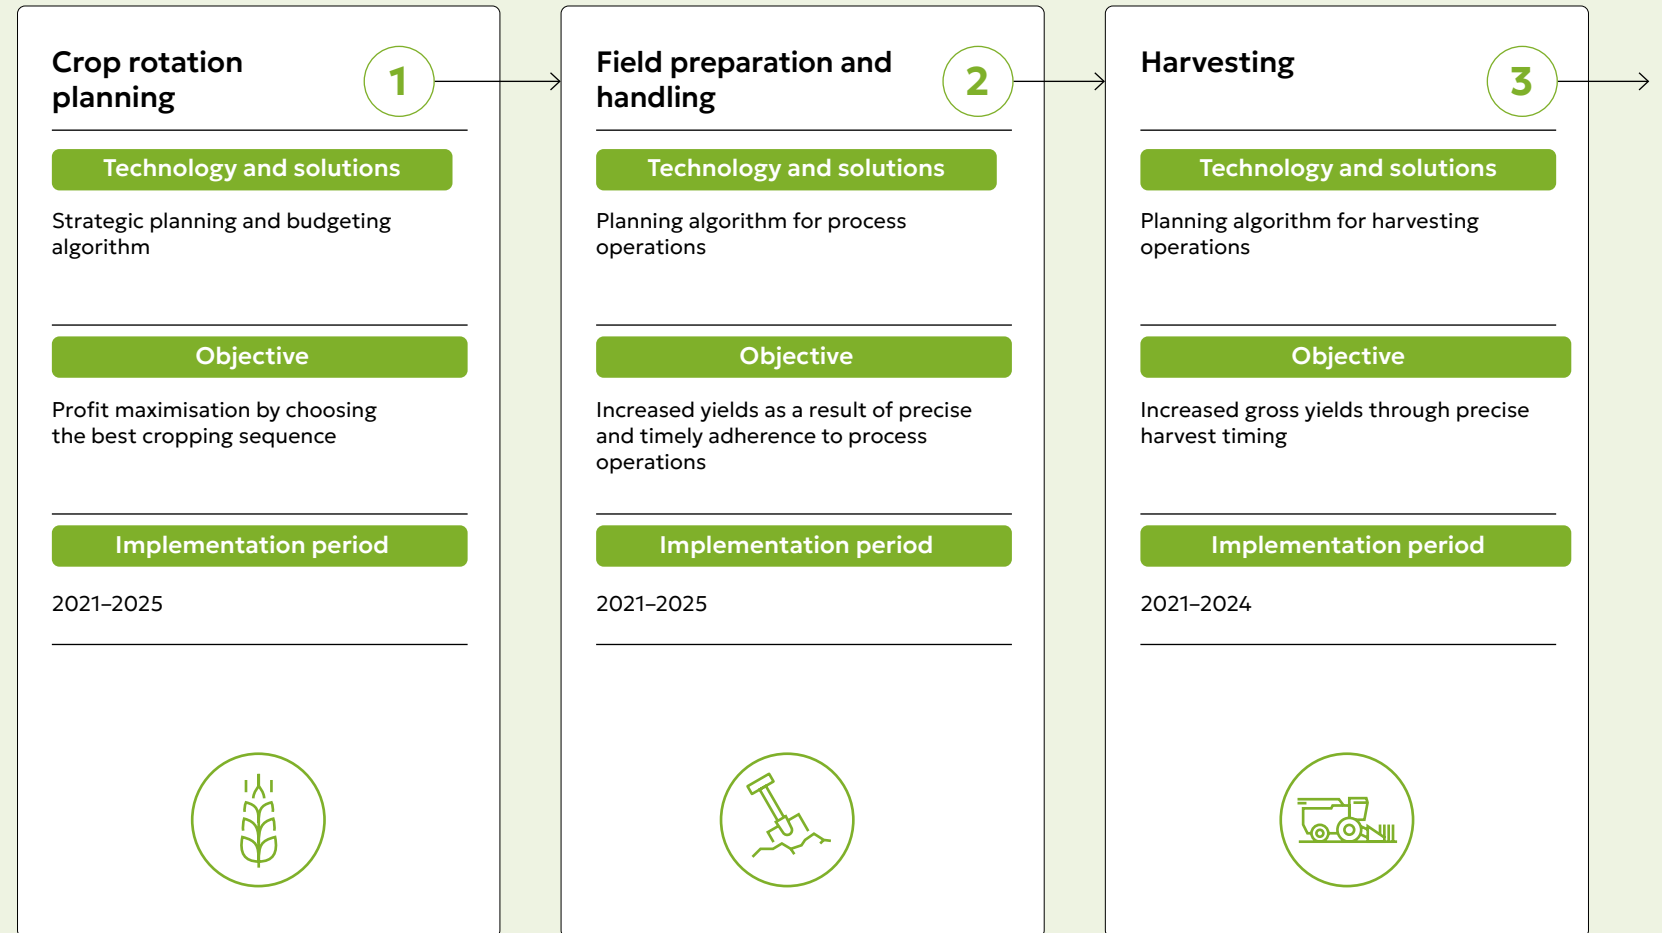 Crop rotation
planning
1
Technology and solutions
Strategic planning and budgeting
algorithm
Objective
Profit maximisation by choosing
the best cropping sequence
Implementation period
2021–2025
Field preparation and
handling
2
Technology and solutions
Planning algorithm for process
operations
Objective
Increased yields as a result of precise
and timely adherence to process
operations
Implementation period
2021–2025
Harvesting
3
Technology and solutions
Planning algorithm for harvesting
operations
Objective
Increased gross yields through precise
harvest timing
Implementation period
2021–2024